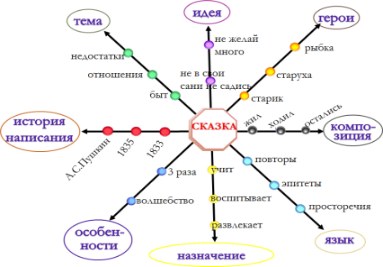 тема
идея
герои
недостатки
отношения
быт
не желай
много
не в свои
сани не садись
рыбка
старуха
старик
СКАЗКА
история
написания
А.С.Пушкин
1835
1833
жил
ходил
остались
компо-
зиция
3 раза
волшебство
особен-
ности
учит
воспитывает
развлекает
назначение
повторы
эпитеты
просторечия
язык